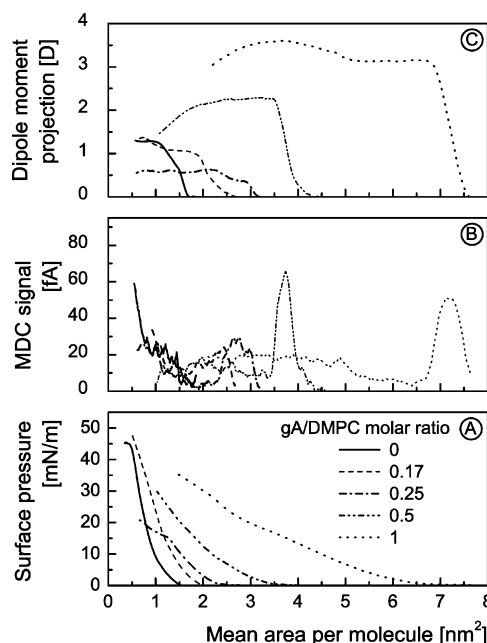 C
Dipole moment
projection [D]
4
3
2
1
0
B
MDC signal
[fA]
80
60
40
20
0
gA/DMPC molar ratio A
0
0.17
0.25
0.5
1
Surface pressure
[mN/m]
50
40
30
20
10
0
0 1 2 3 4 5 6 7 8
Mean area per molecule [nm²]